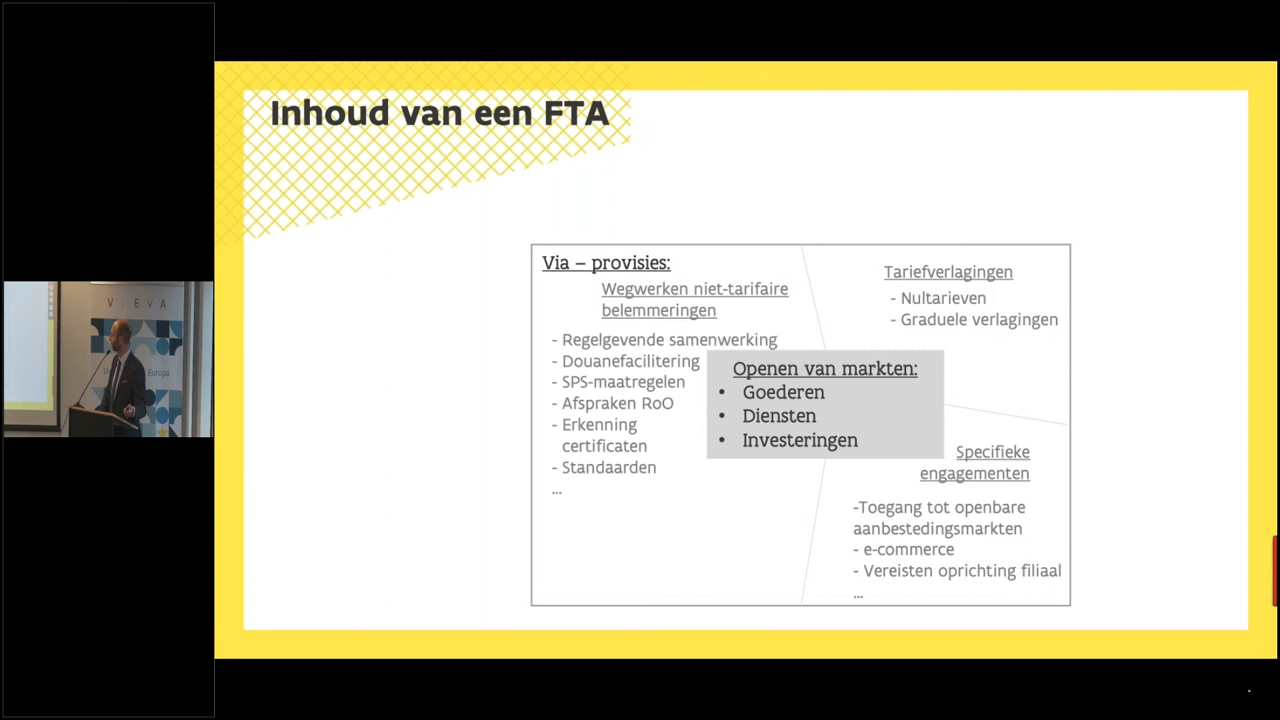 Inhoud van een FTA
Via – provisies:
Wegwerken niet-tarifaire
belemmeringen
- Regelgevende samenwerking
- Douanefacilitering
- SPS-maatregelen
- Afspraken RoO
- Erkenning
certificaten
- Standaarden
...
Tariefverlagingen
- Nultarieven
- Graduele verlagingen
Openen van markten:
• Goederen
• Diensten
• Investeringen
Specifieke
engagementen
-Toegang tot openbare
aanbestedingsmarkten
- e-commerce
- Vereisten oprichting filiaal
...
VLEVA
Europa